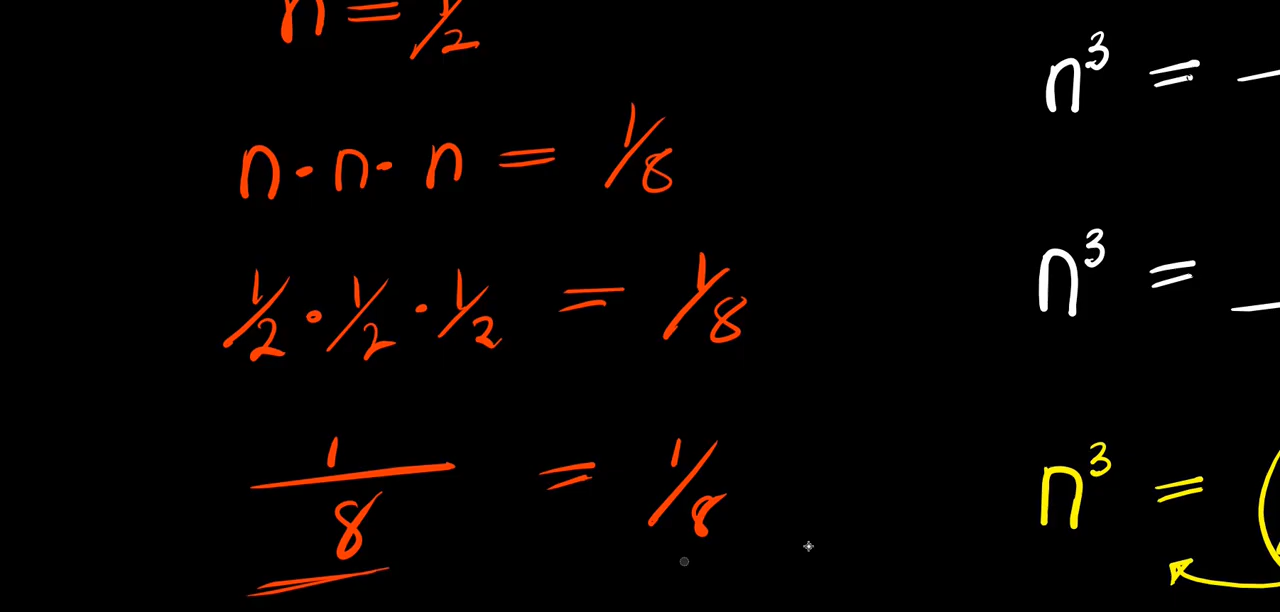 n = 1/2
n · n · n = 1/8
1/2 · 1/2 · 1/2 = 1/8
1/8 = 1/8
n³ =
n³ =
n³ =